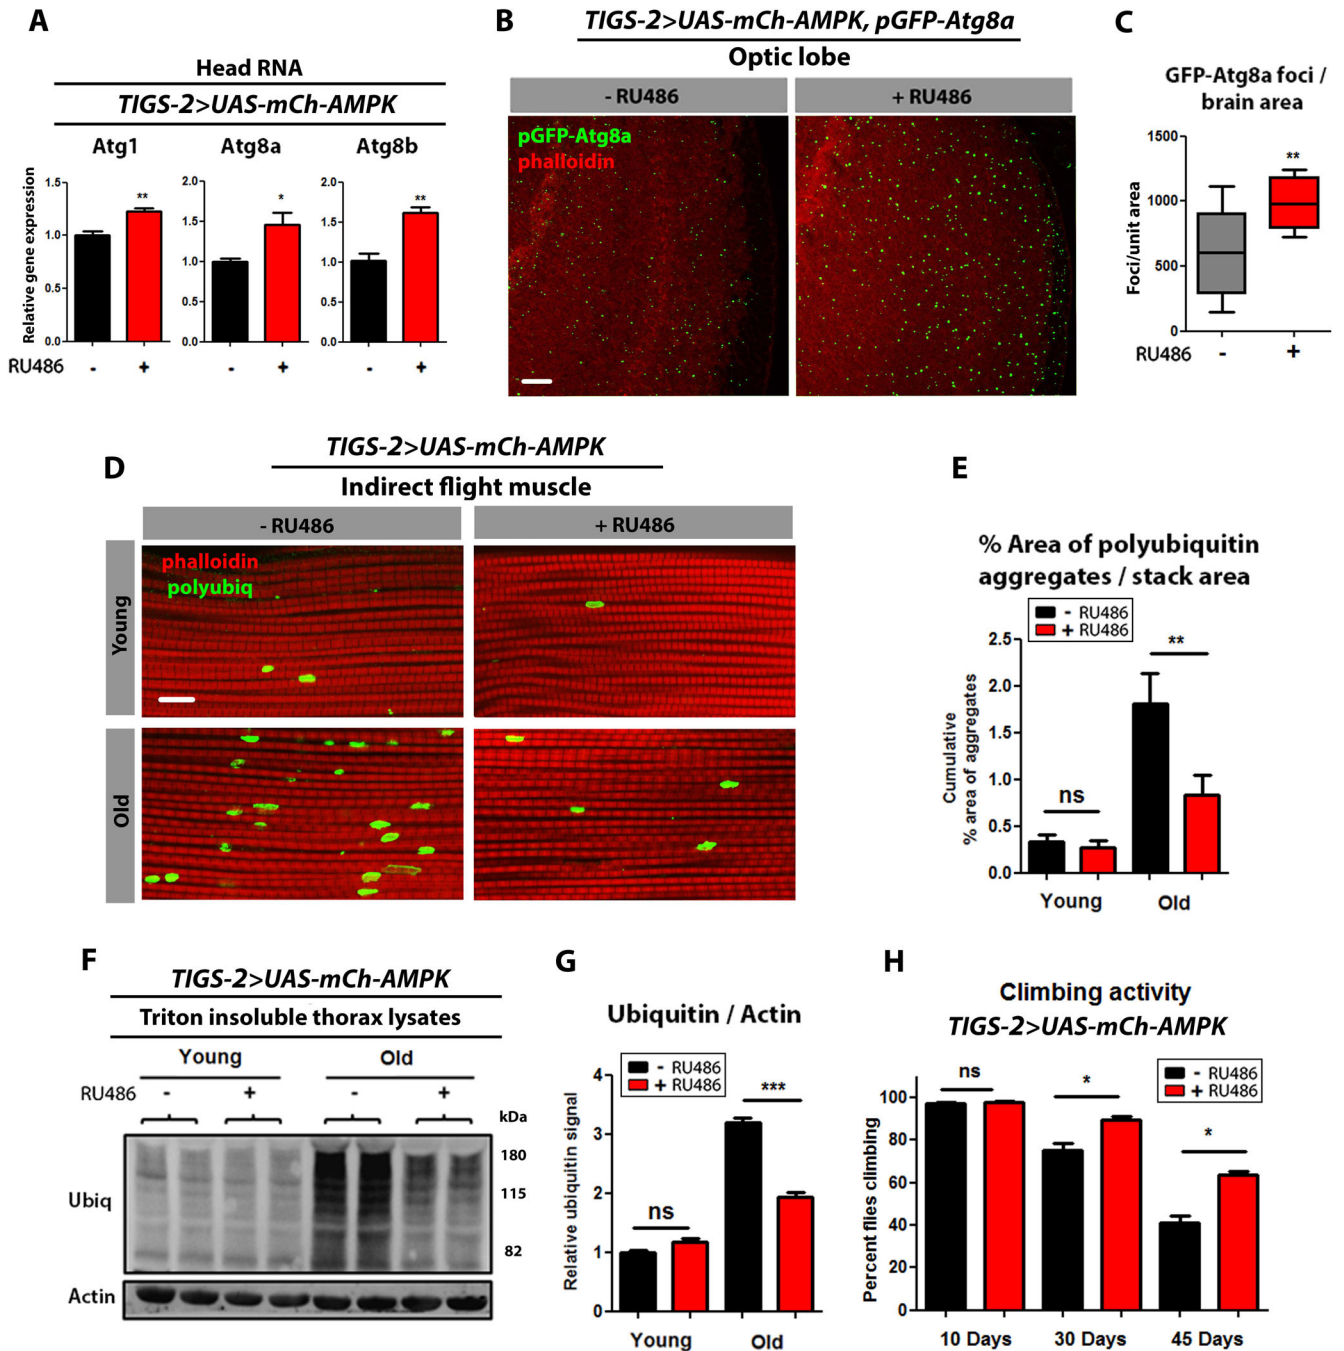 A
Head RNA
TIGS-2>UAS-mCh-AMPK
Atg1
Atg8a
Atg8b
Relative gene expression
1.5
1.0
0.5
0.0
2.0
1.5
1.0
0.5
0.0
2.0
1.5
1.0
0.5
0.0
**
*
**
RU486 - + - + - +
B
TIGS-2>UAS-mCh-AMPK, pGFP-Atg8a
Optic lobe
- RU486
+ RU486
pGFP-Atg8a
phalloidin
C
GFP-Atg8a foci /
brain area
Foci/unit area
1500
1000
500
0
**
RU486 - +
D
TIGS-2>UAS-mCh-AMPK
Indirect flight muscle
- RU486
+ RU486
Young
Old
phalloidin
polyubiq
E
% Area of polyubiquitin
aggregates / stack area
- RU486
+ RU486
Cumulative
% area of aggregates
2.5
2.0
1.5
1.0
0.5
0.0
ns
**
Young
Old
F
TIGS-2>UAS-mCh-AMPK
Triton insoluble thorax lysates
Young
Old
RU486 - + - +
kDa
180
115
82
Ubiq
Actin
G
Ubiquitin / Actin
- RU486
+ RU486
Relative ubiquitin signal
4
3
2
1
0
ns
***
Young
Old
H
Climbing activity
TIGS-2>UAS-mCh-AMPK
- RU486
+ RU486
Percent flies climbing
100
80
60
40
20
0
ns
*
*
10 Days
30 Days
45 Days